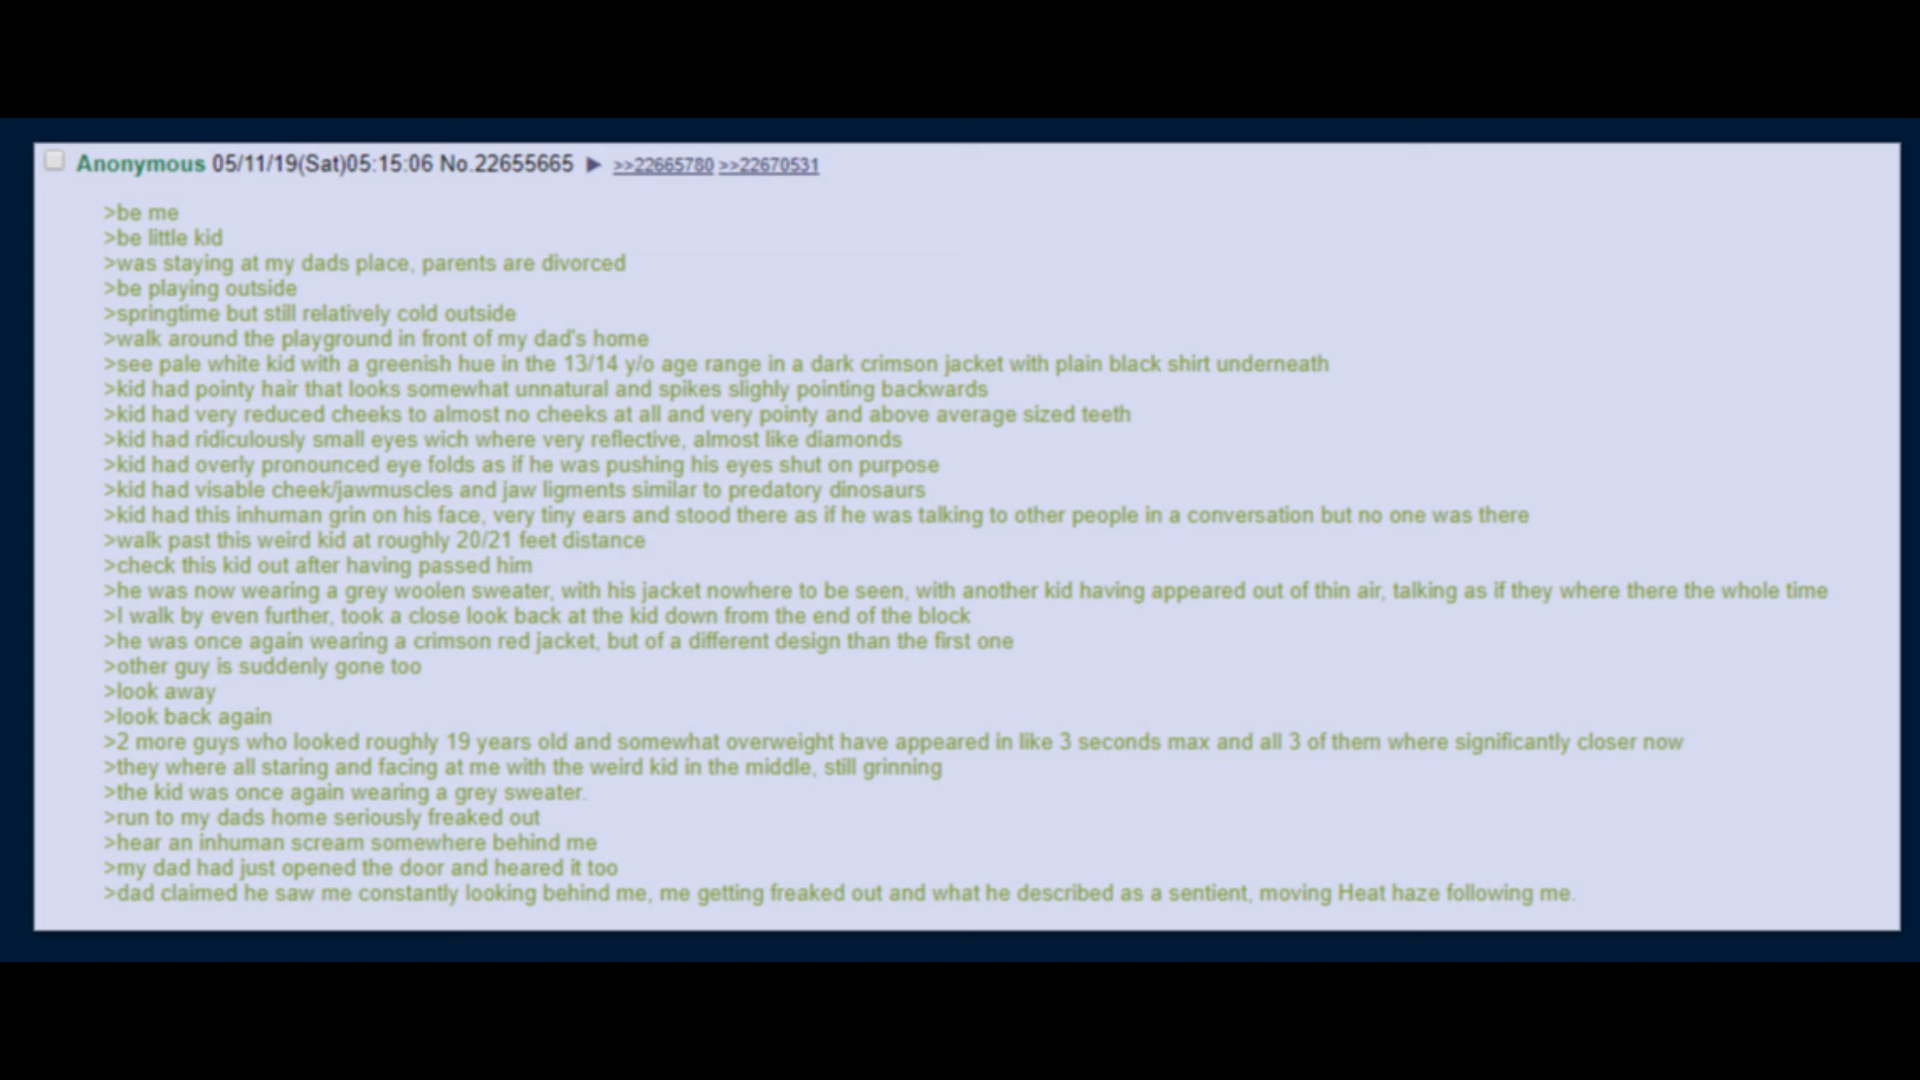 Anonymous 05/11/19(Sat)05:15:06 No.22655665 ▶ >>22665780 >>22670531
>be me
>be little kid
>was staying at my dads place, parents are divorced
>be playing outside
>springtime but still relatively cold outside
>walk around the playground in front of my dad's home
>see pale white kid with a greenish hue in the 13/14 y/o age range in a dark crimson jacket with plain black shirt underneath
>kid had pointy hair that looks somewhat unnatural and spikes slighly pointing backwards
>kid had very reduced cheeks to almost no cheeks at all and very pointy and above average sized teeth
>kid had ridiculously small eyes wich where very reflective, almost like diamonds
>kid had overly pronounced eye folds as if he was pushing his eyes shut on purpose
>kid had visable cheek/jawmuscles and jaw ligments similar to predatory dinosaurs
>kid had this inhuman grin on his face, very tiny ears and stood there as if he was talking to other people in a conversation but no one was there
>walk past this weird kid at roughly 20/21 feet distance
>check this kid out after having passed him
>he was now wearing a grey woolen sweater, with his jacket nowhere to be seen, with another kid having appeared out of thin air, talking as if they where there the whole time
>I walk by even further, took a close look back at the kid down from the end of the block
>he was once again wearing a crimson red jacket, but of a different design than the first one
>other guy is suddenly gone too
>look away
>look back again
>2 more guys who looked roughly 19 years old and somewhat overweight have appeared in like 3 seconds max and all 3 of them where significantly closer now
>they where all staring and facing at me with the weird kid in the middle, still grinning
>the kid was once again wearing a grey sweater.
>run to my dads home seriously freaked out
>hear an inhuman scream somewhere behind me
>my dad had just opened the door and heared it too
>dad claimed he saw me constantly looking behind me, me getting freaked out and what he described as a sentient, moving Heat haze following me.